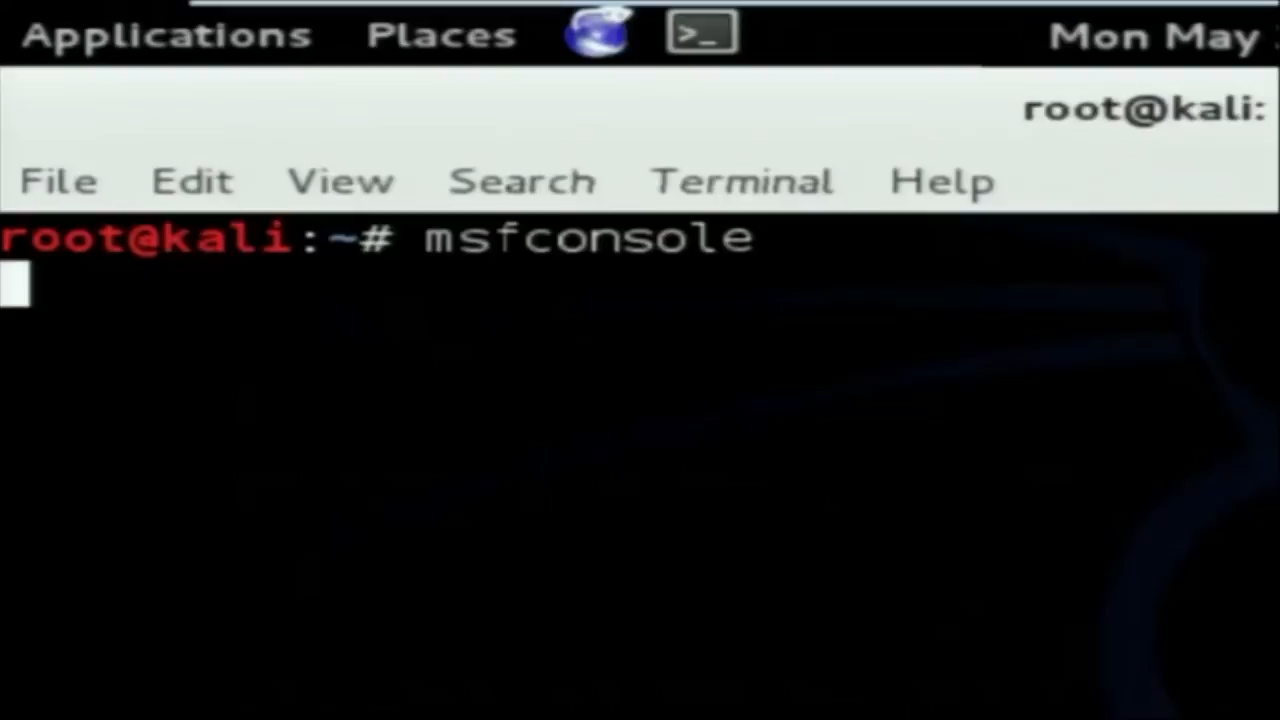 Applications Places >_ Mon May
root@kali:
File Edit View Search Terminal Help
root@kali:~# msfconsole